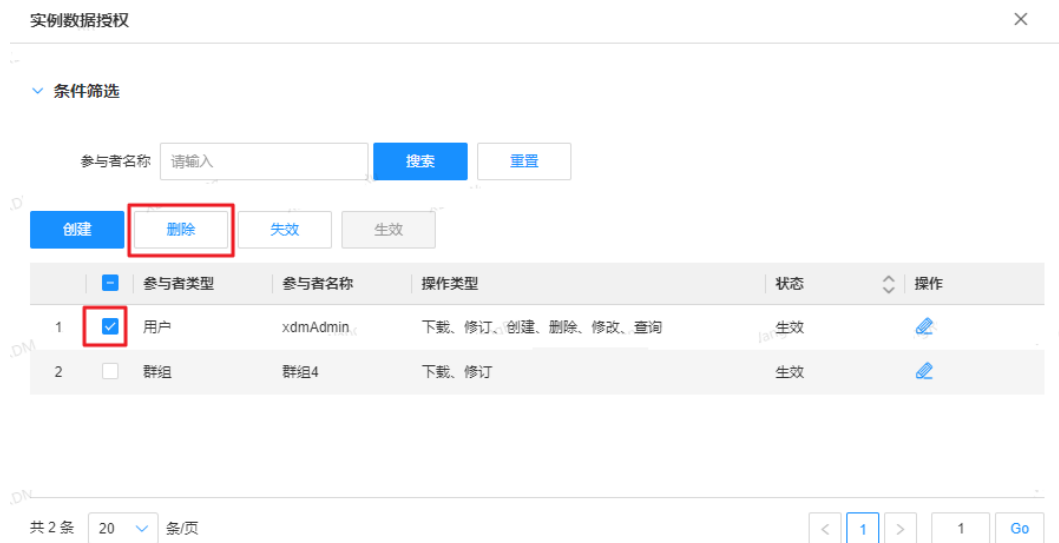 实例数据授权
条件筛选
参与者名称 请输入 搜索 重置
创建 删除 失效 生效
参与者类型 参与者名称 操作类型 状态 操作
1 用户 xdmAdmin 下载、修订、创建、删除、修改、查询 生效
2 群组 群组4 下载、修订 生效
共 2 条 20 条/页 < 1 > 1 Go